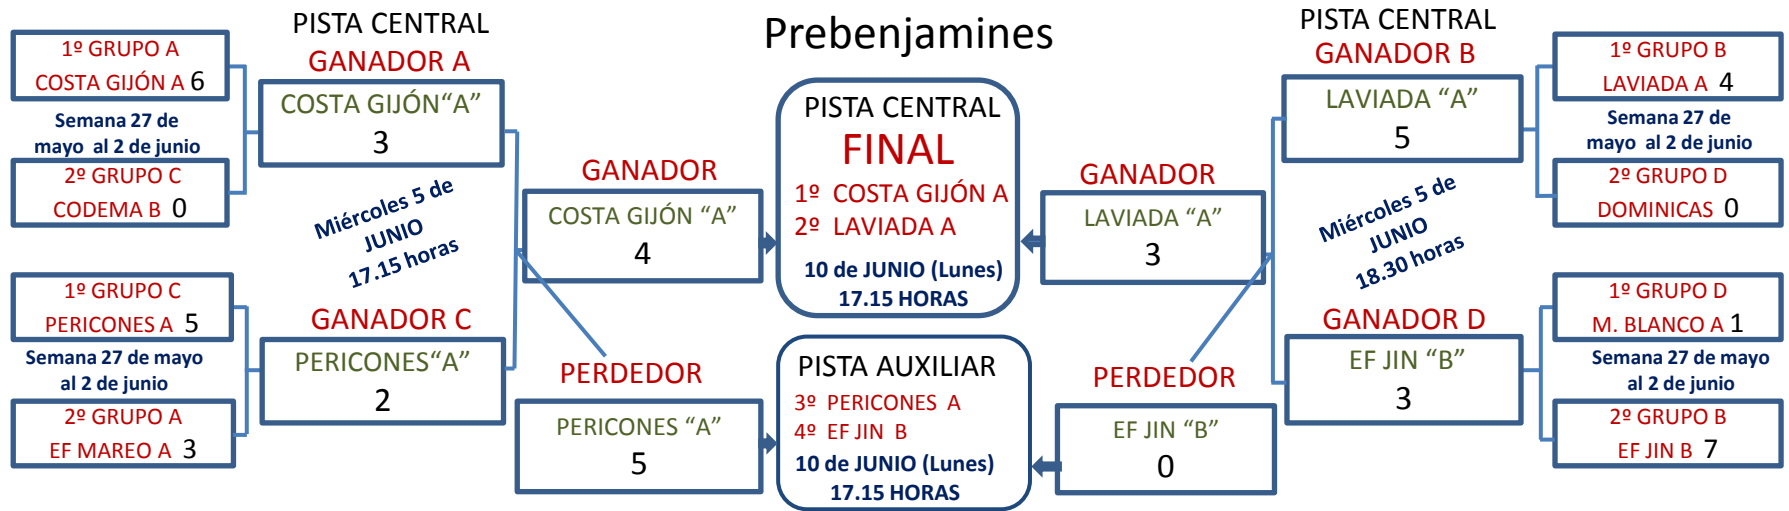 Prebenjamines
PISTA CENTRAL
GANADOR A
1º GRUPO A
COSTA GIJÓN A 6
Semana 27 de
mayo al 2 de junio
2º GRUPO C
CODEMA B 0
COSTA GIJÓN“A”
3
Miércoles 5 de
JUNIO
17.15 horas
1º GRUPO C
PERICONES A 5
Semana 27 de mayo
al 2 de junio
2º GRUPO A
EF MAREO A 3
GANADOR C
PERICONES“A”
2
GANADOR
COSTA GIJÓN “A”
4
PERDEDOR
PERICONES “A”
5
PISTA CENTRAL
FINAL
1º COSTA GIJÓN A
2º LAVIADA A
10 de JUNIO (Lunes)
17.15 HORAS
PISTA AUXILIAR
3º PERICONES A
4º EF JIN B
10 de JUNIO (Lunes)
17.15 HORAS
GANADOR
LAVIADA “A”
3
PERDEDOR
EF JIN “B”
0
PISTA CENTRAL
GANADOR B
LAVIADA “A”
5
Miércoles 5 de
JUNIO
18.30 horas
GANADOR D
EF JIN “B”
3
1º GRUPO B
LAVIADA A 4
Semana 27 de
mayo al 2 de junio
2º GRUPO D
DOMINICAS 0
1º GRUPO D
M. BLANCO A 1
Semana 27 de mayo
al 2 de junio
2º GRUPO B
EF JIN B 7